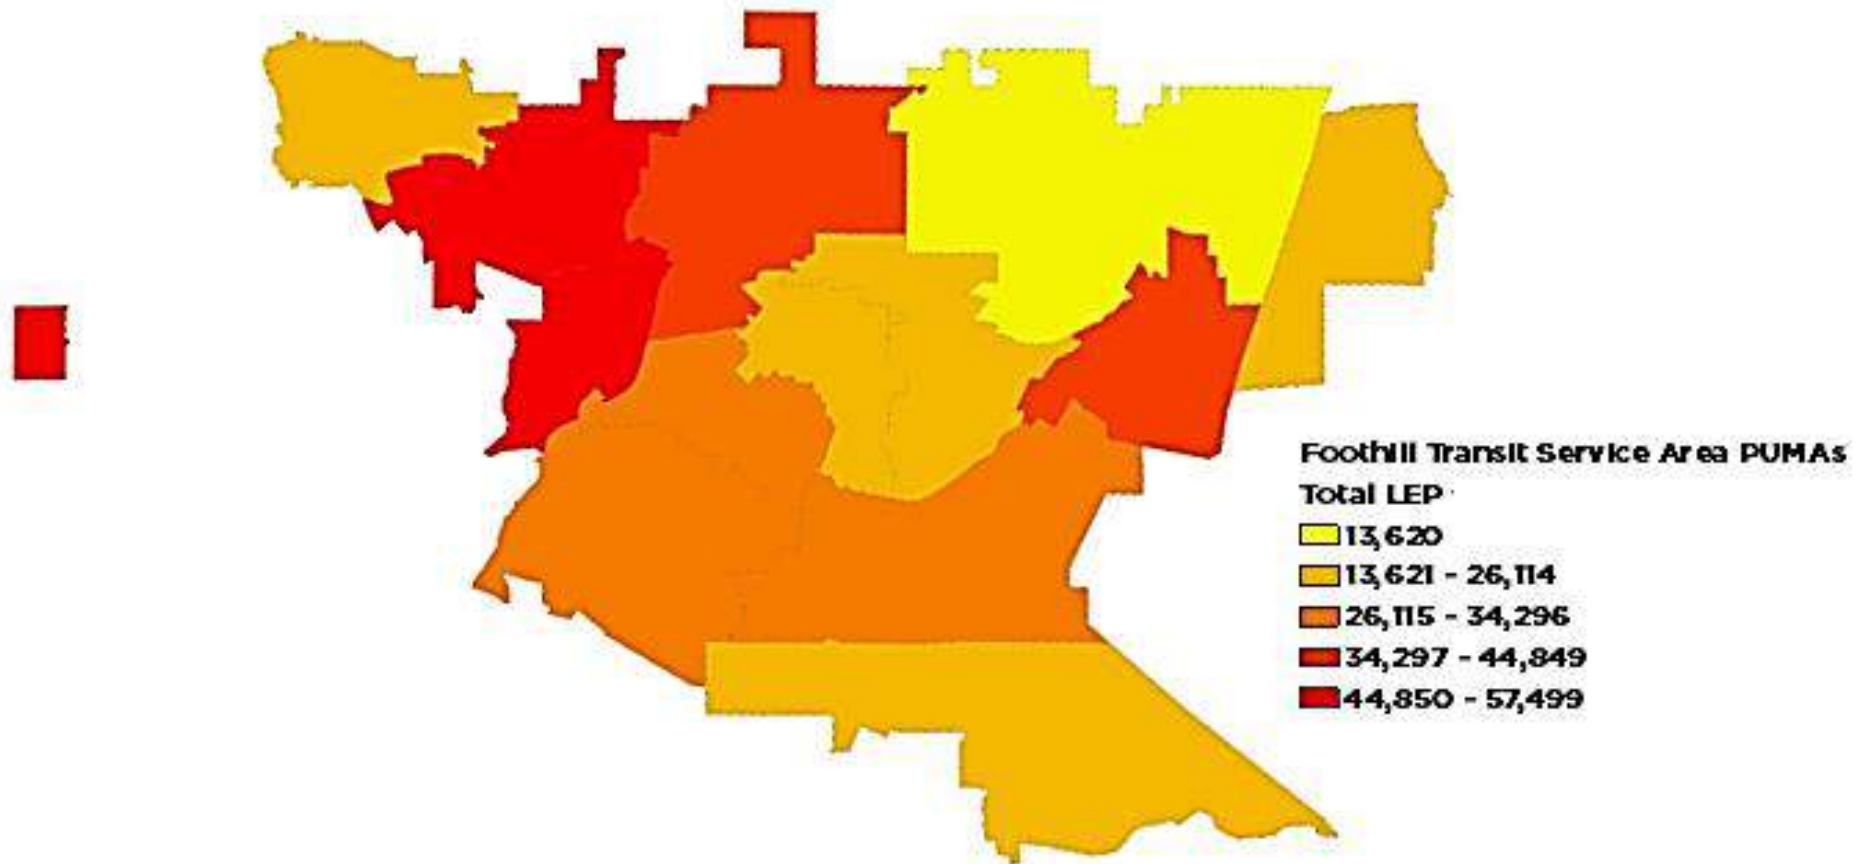 Foothill Transit Service Area PUMAs
Total LEP
13,620
13,621 - 26,114
26,115 - 34,296
34,297 - 44,849
44,850 - 57,499